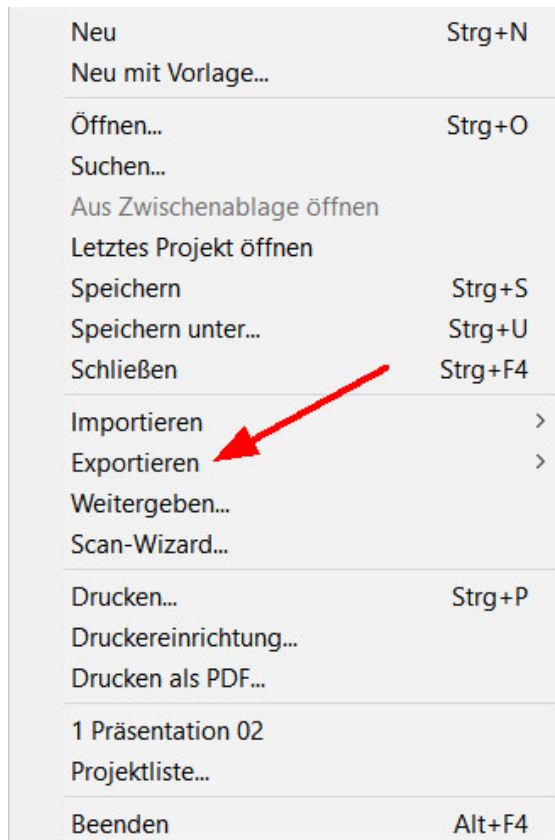 Neu Strg+N
Neu mit Vorlage...
Öffnen... Strg+O
Suchen...
Aus Zwischenablage öffnen
Letztes Projekt öffnen
Speichern Strg+S
Speichern unter... Strg+U
Schließen Strg+F4
Importieren >
Exportieren >
Weitergeben...
Scan-Wizard...
Drucken... Strg+P
Druckereinrichtung...
Drucken als PDF...
1 Präsentation 02
Projektliste...
Beenden Alt+F4